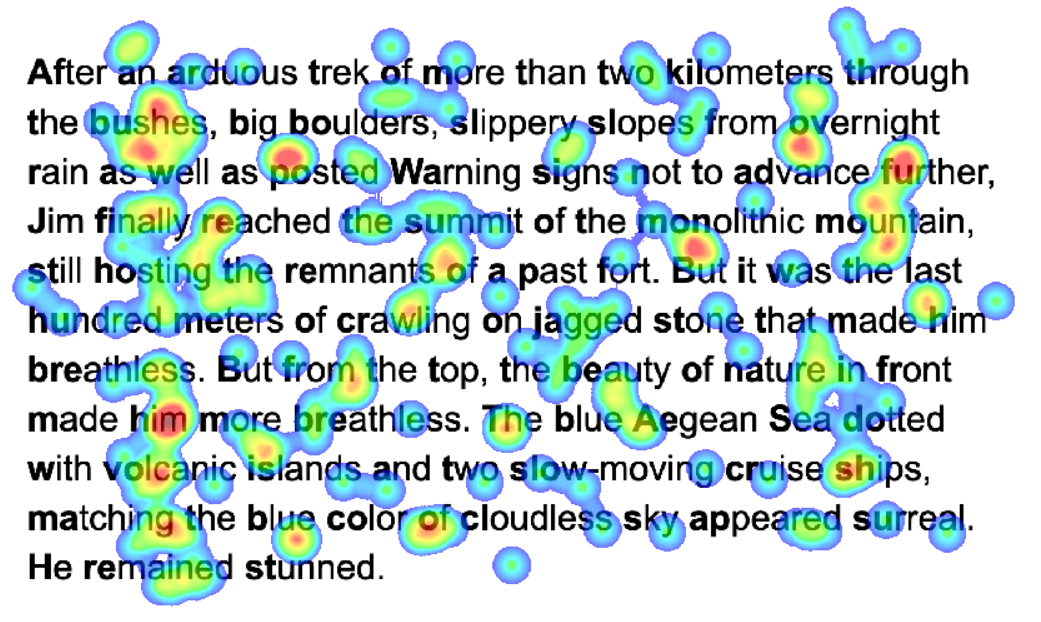 After an arduous trek of more than two kilometers through
the bushes, big boulders, slippery slopes from overnight
rain as well as posted Warning signs not to advance further,
Jim finally reached the summit of the monolithic mountain,
still hosting the remnants of a past fort. But it was the last
hundred meters of crawling on jagged stone that made him
breathless. But from the top, the beauty of nature in front
made him more breathless. The blue Aegean Sea dotted
with volcanic islands and two slow-moving cruise ships,
matching the blue color of cloudless sky appeared surreal.
He remained stunned.